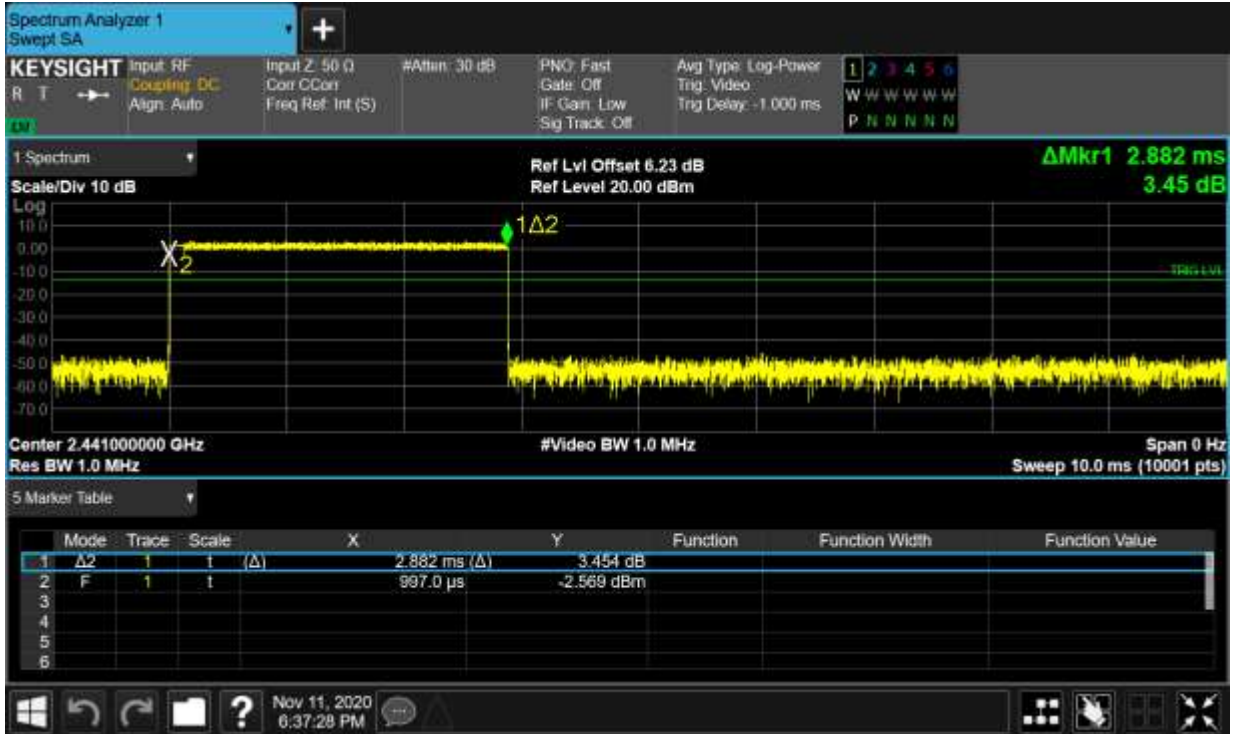 Spectrum Analyzer 1
Swept SA
+
KEYSIGHT Input: RF Input Z: 50 Ω #Atten: 30 dB PNO: Fast Avg Type: Log-Power 1 2 3 4 5 6
R T Coupling: DC Corr CCorr Gate: Off Trig: Video W W W W W W
Align: Auto Freq Ref: Int (S) IF Gain: Low Trig Delay: -1.000 ms
Sig Track: Off P N N N N N
1 Spectrum Ref Lvl Offset 6.23 dB ΔMkr1 2.882 ms
Scale/Div 10 dB Ref Level 20.00 dBm 3.45 dB
Log
10.0 1Δ2
0.00
2
-10.0 TRIG LVL
-20.0
-30.0
-40.0
-50.0
-60.0
-70.0
Center 2.441000000 GHz #Video BW 1.0 MHz Span 0 Hz
Res BW 1.0 MHz Sweep 10.0 ms (10001 pts)
5 Marker Table
Mode Trace Scale X Y Function Function Width Function Value
1 Δ2 1 t (Δ) 2.882 ms (Δ) 3.454 dB
2 F 1 t 997.0 µs -2.569 dBm
3
4
5
6
? Nov 11, 2020
6:37:28 PM